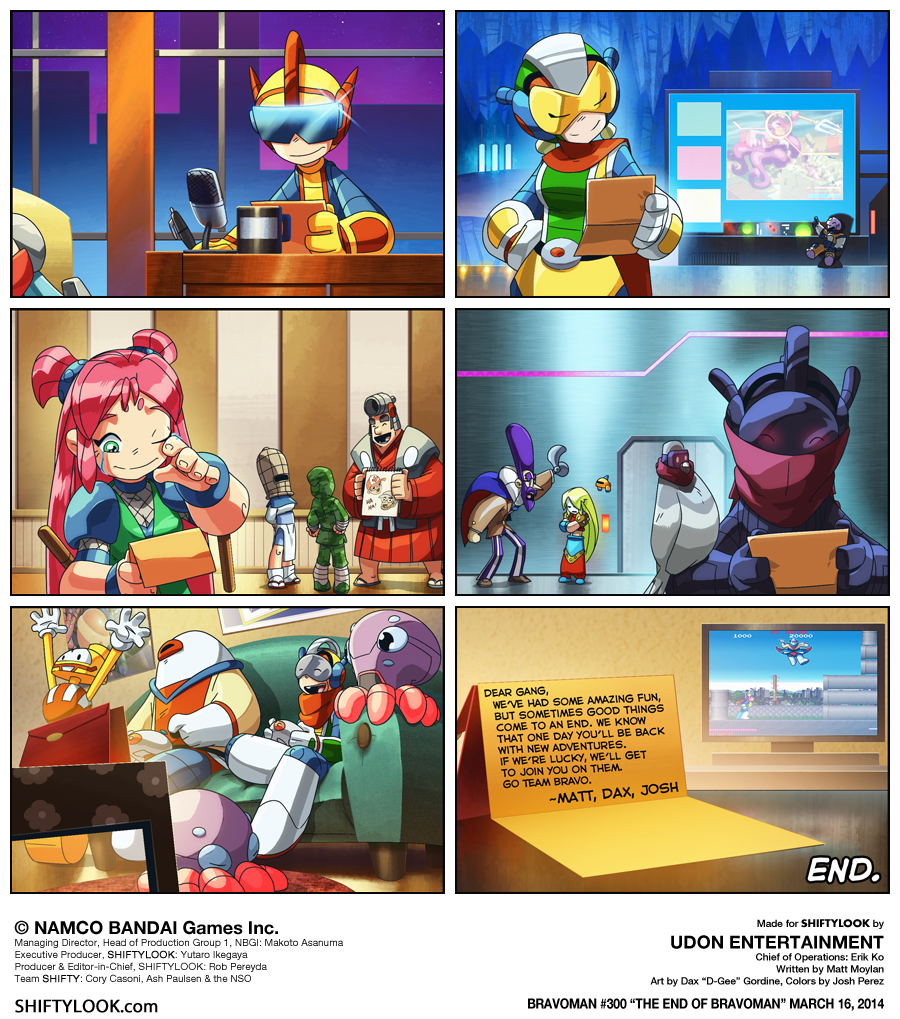 HA HA HA!
1000
20000
DEAR GANG,
WE'VE HAD SOME AMAZING FUN,
BUT SOMETIMES GOOD THINGS
COME TO AN END. WE KNOW
THAT ONE DAY YOU'LL BE BACK
WITH NEW ADVENTURES.
IF WE'RE LUCKY, WE'LL GET
TO JOIN YOU ON THEM.
GO TEAM BRAVO.
~MATT, DAX, JOSH
END.
© NAMCO BANDAI Games Inc.
Managing Director, Head of Production Group 1, NBGI: Makoto Asanuma
Executive Producer, SHIFTYLOOK: Yutaro Ikegaya
Producer & Editor-in-Chief, SHIFTYLOOK: Rob Pereyda
Team SHIFTY: Cory Casoni, Ash Paulsen & the NSO
SHIFTYLOOK.com
Made for SHIFTYLOOK by
UDON ENTERTAINMENT
Chief of Operations: Erik Ko
Written by Matt Moylan
Art by Dax “D-Gee” Gordine, Colors by Josh Perez
BRAVOMAN #300 “THE END OF BRAVOMAN” MARCH 16, 2014